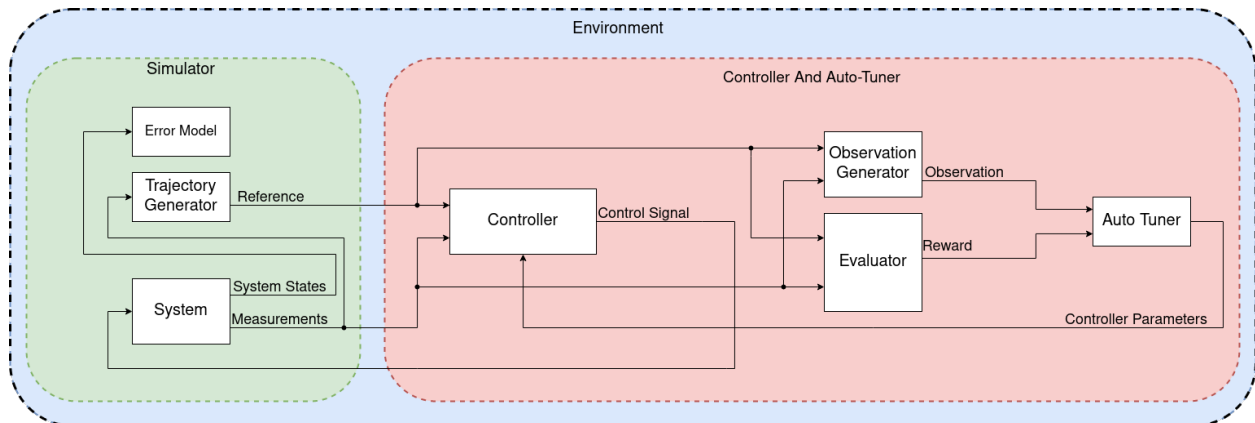 Environment
Simulator
Controller And Auto-Tuner
Error Model
Trajectory
Generator
Reference
System States
System
Measurements
Controller
Control Signal
Observation
Generator
Observation
Evaluator
Reward
Auto Tuner
Controller Parameters